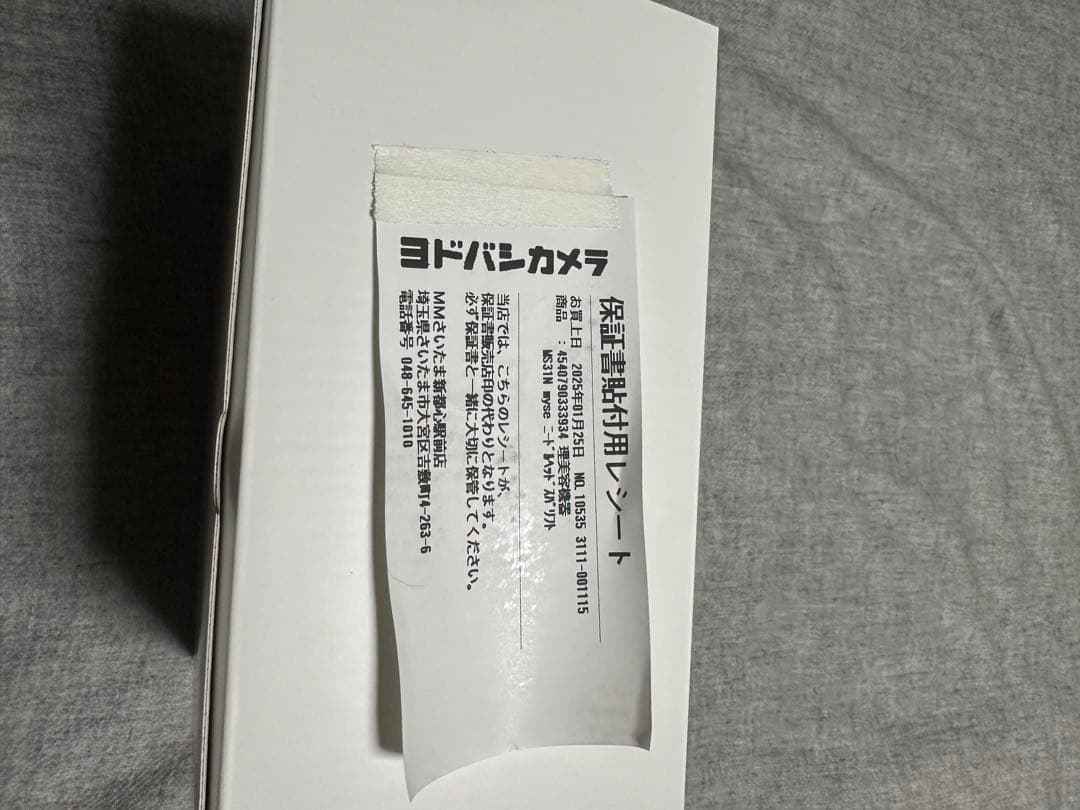 ヨドバシカメラ
保証書貼付用レシート
お買上日 2025年01月25日 NO.10535 3111-001115
商品 :4540790333934 理美容機器
MS31N myse ﾆｰﾄﾞﾙﾍｯﾄﾞｽﾊﾟﾘﾌﾄ
当店では、こちらのレシートが、
保証書販売店印の代わりとなります。
必ず保証書と一緒に大切に保管してください。
MMさいたま新都心駅前店
埼玉県さいたま市大宮区吉敷町4-263-6
電話番号 048-645-1010